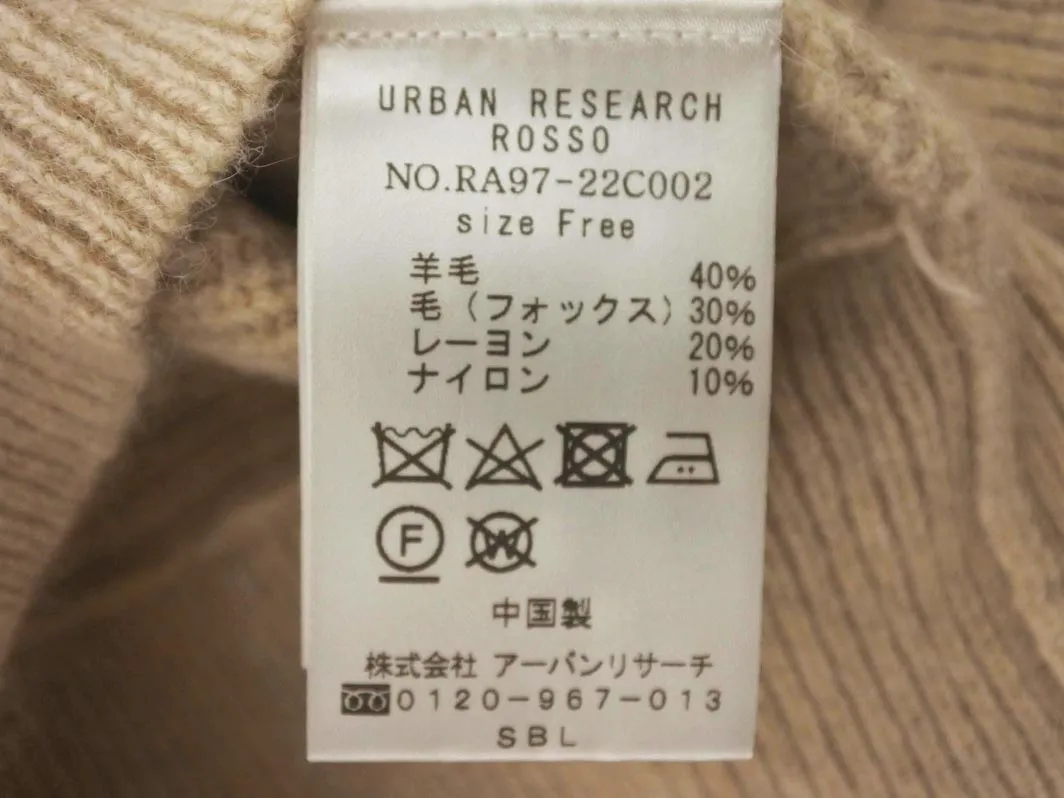 URBAN RESEARCH
ROSSO
NO.RA97-22C002
size Free
羊毛 40%
毛(フォックス) 30%
レーヨン 20%
ナイロン 10%
F W
中国製
株式会社 アーバンリサーチ
0120-967-013
SBL